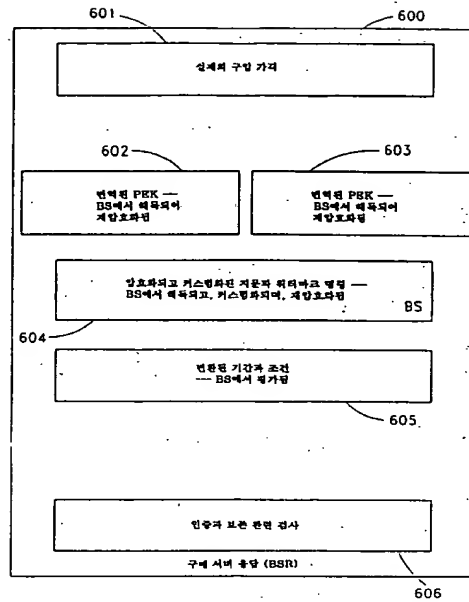 600
601
실제의 구입 가격
602
603
번역된 PEK —
BS에서 해독되어
재암호화됨
번역된 PEK —
BS에서 해독되어
재암호화됨
암호화되고 커스텀화된 지문과 워터마크 명령 —
BS에서 해독되고, 커스텀화되며, 재암호화됨
BS
604
변환된 기간과 조건
— BS에서 평가됨
605
인증과 보존 관련 검사
구매 서버 응답 (BSR)
606